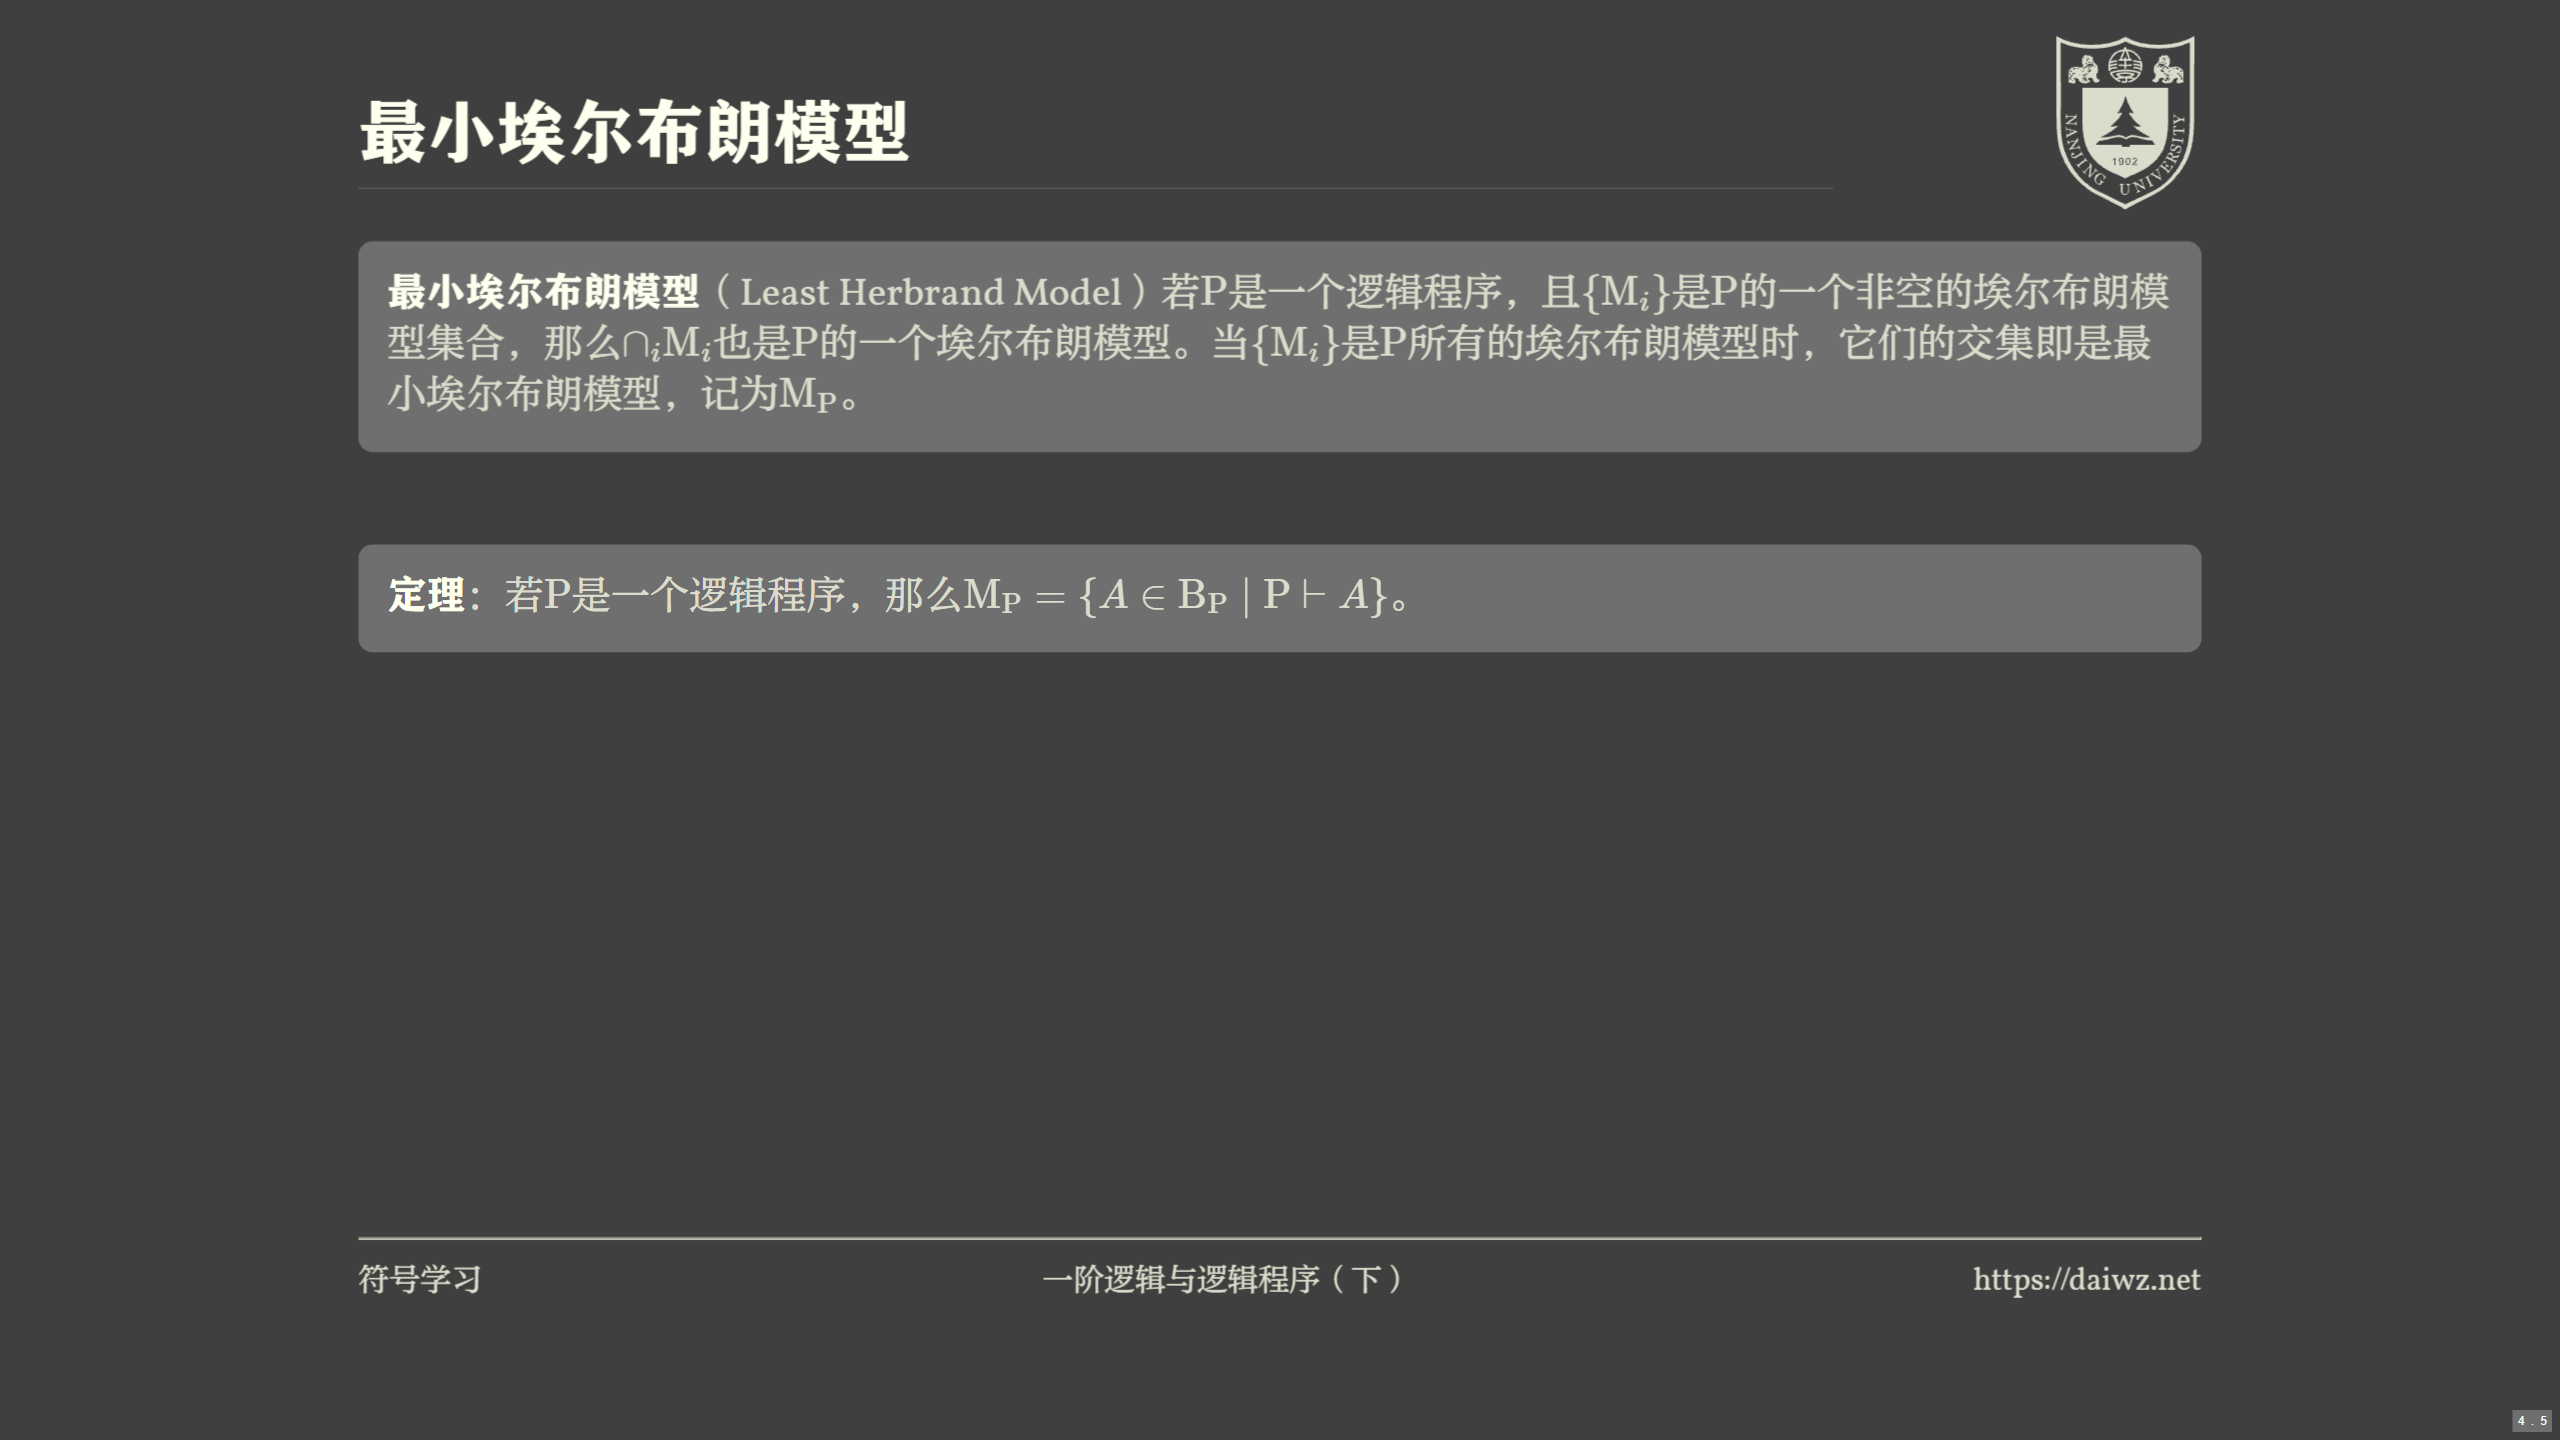 最小埃尔布朗模型
NANJING UNIVERSITY
1902
最小埃尔布朗模型（Least Herbrand Model）若P是一个逻辑程序，且{Mᵢ}是P的一个非空的埃尔布朗模
型集合，那么∩ᵢMᵢ也是P的一个埃尔布朗模型。当{Mᵢ}是P所有的埃尔布朗模型时，它们的交集即是最
小埃尔布朗模型，记为M_P。
定理：若P是一个逻辑程序，那么M_P = {A ∈ B_P | P ⊢ A}。
符号学习
一阶逻辑与逻辑程序（下）
https://daiwz.net
4.5